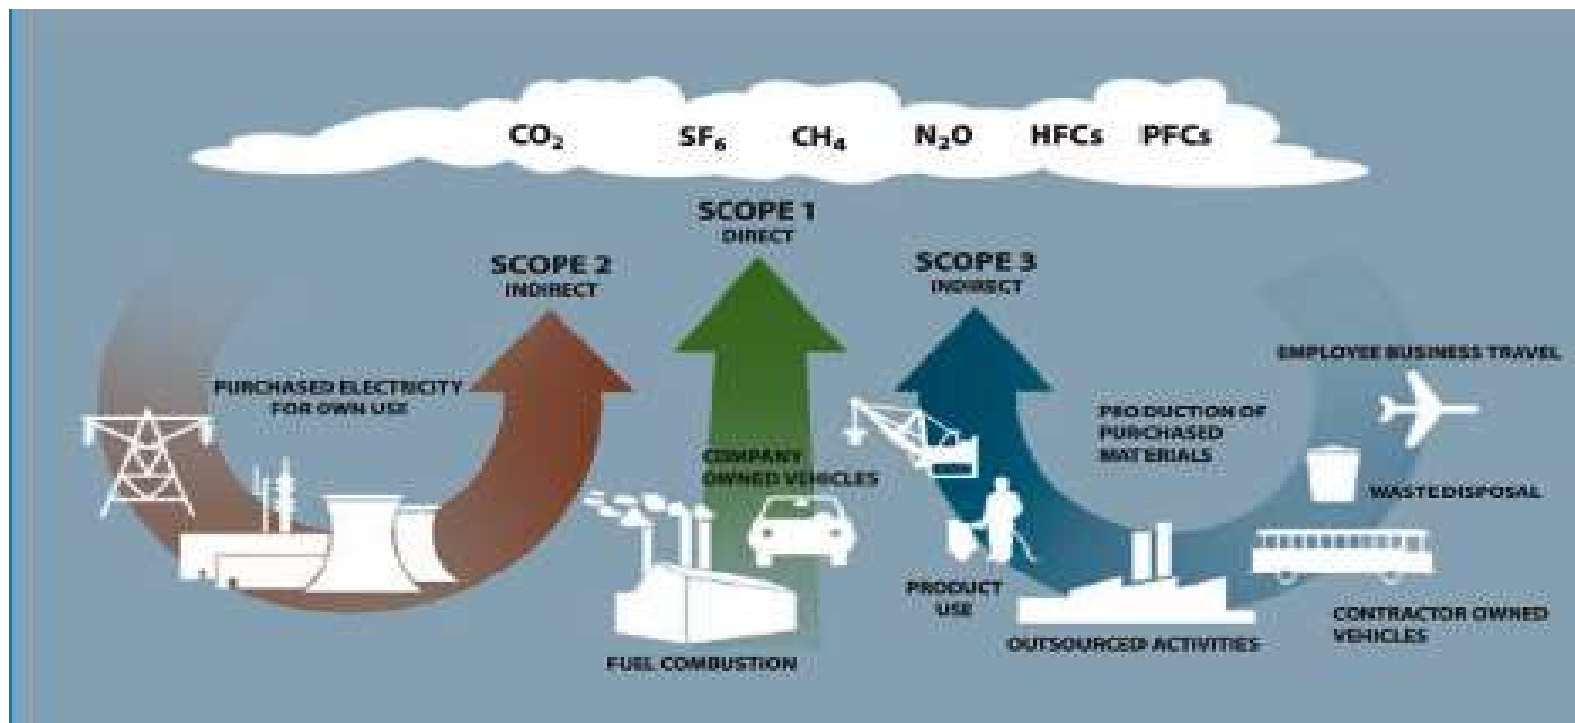 CO₂ SF₆ CH₄ N₂O HFCs PFCs
SCOPE 1
DIRECT
SCOPE 2
INDIRECT
SCOPE 3
INDIRECT
PURCHASED ELECTRICITY
FOR OWN USE
COMPANY
OWNED VEHICLES
FUEL COMBUSTION
EMPLOYEE BUSINESS TRAVEL
PRODUCTION OF
PURCHASED
MATERIALS
WASTE DISPOSAL
PRODUCT
USE
OUTSOURCED ACTIVITIES
CONTRACTOR OWNED
VEHICLES